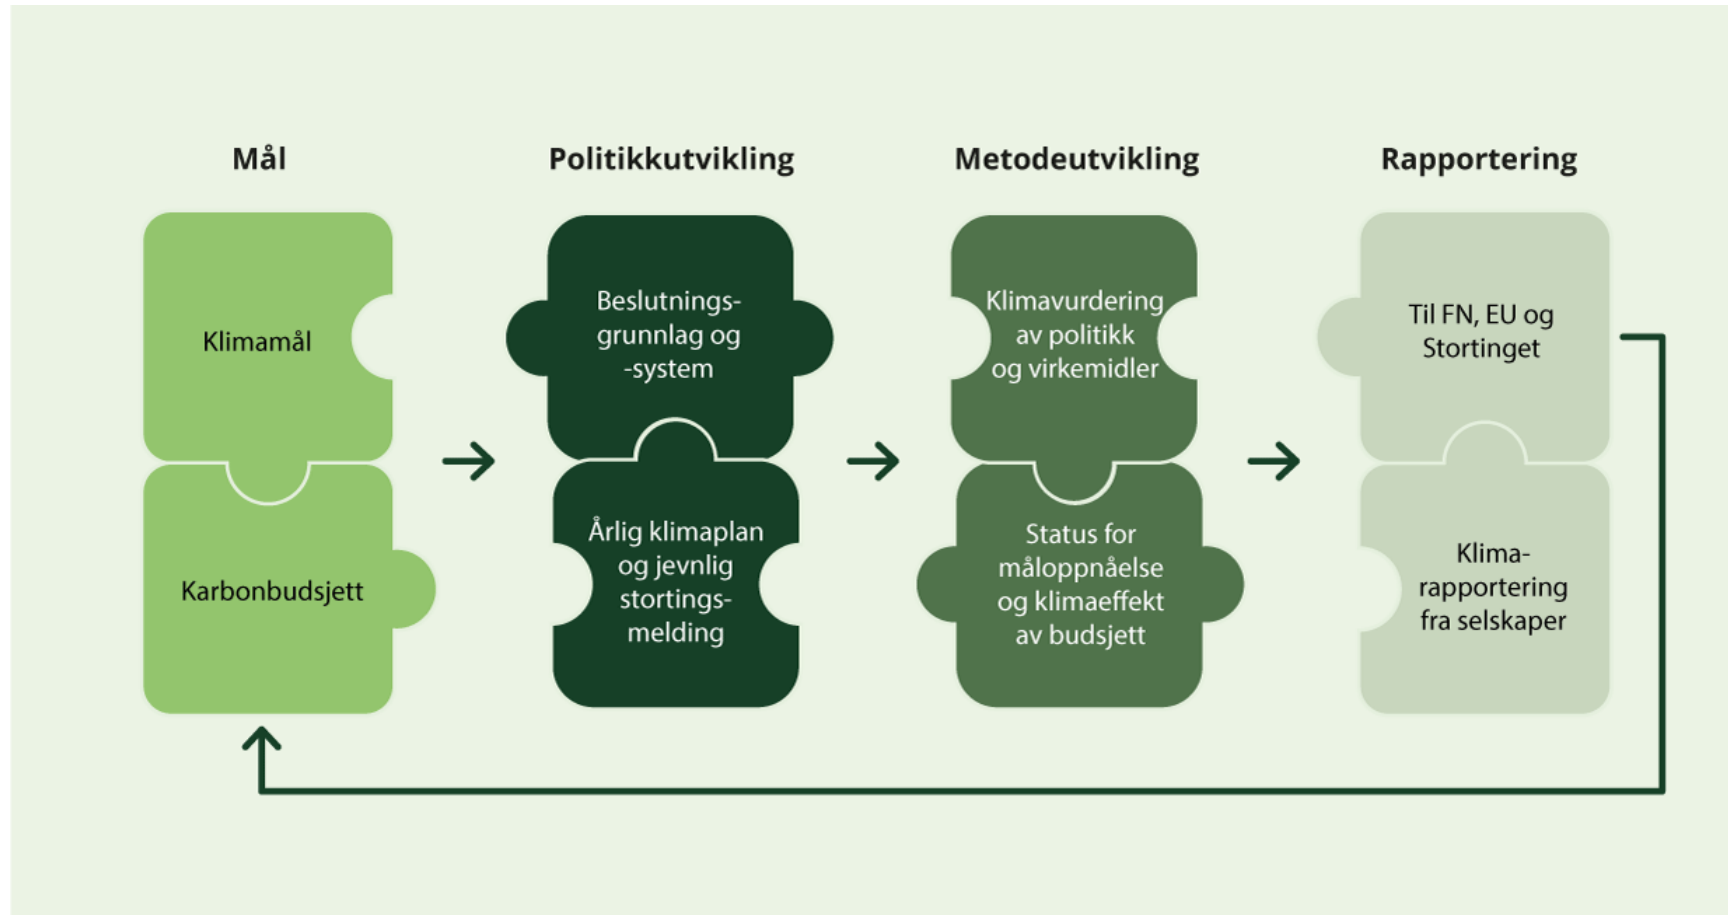 Mål
Klimamål
Karbonbudsjett
Politikkutvikling
Beslutnings-
grunnlag og
-system
Årlig klimaplan
og jevnlig
stortings-
melding
Metodeutvikling
Klimavurdering
av politikk
og virkemidler
Status for
måloppnåelse
og klimaeffekt
av budsjett
Rapportering
Til FN, EU og
Stortinget
Klima-
rapportering
fra selskaper